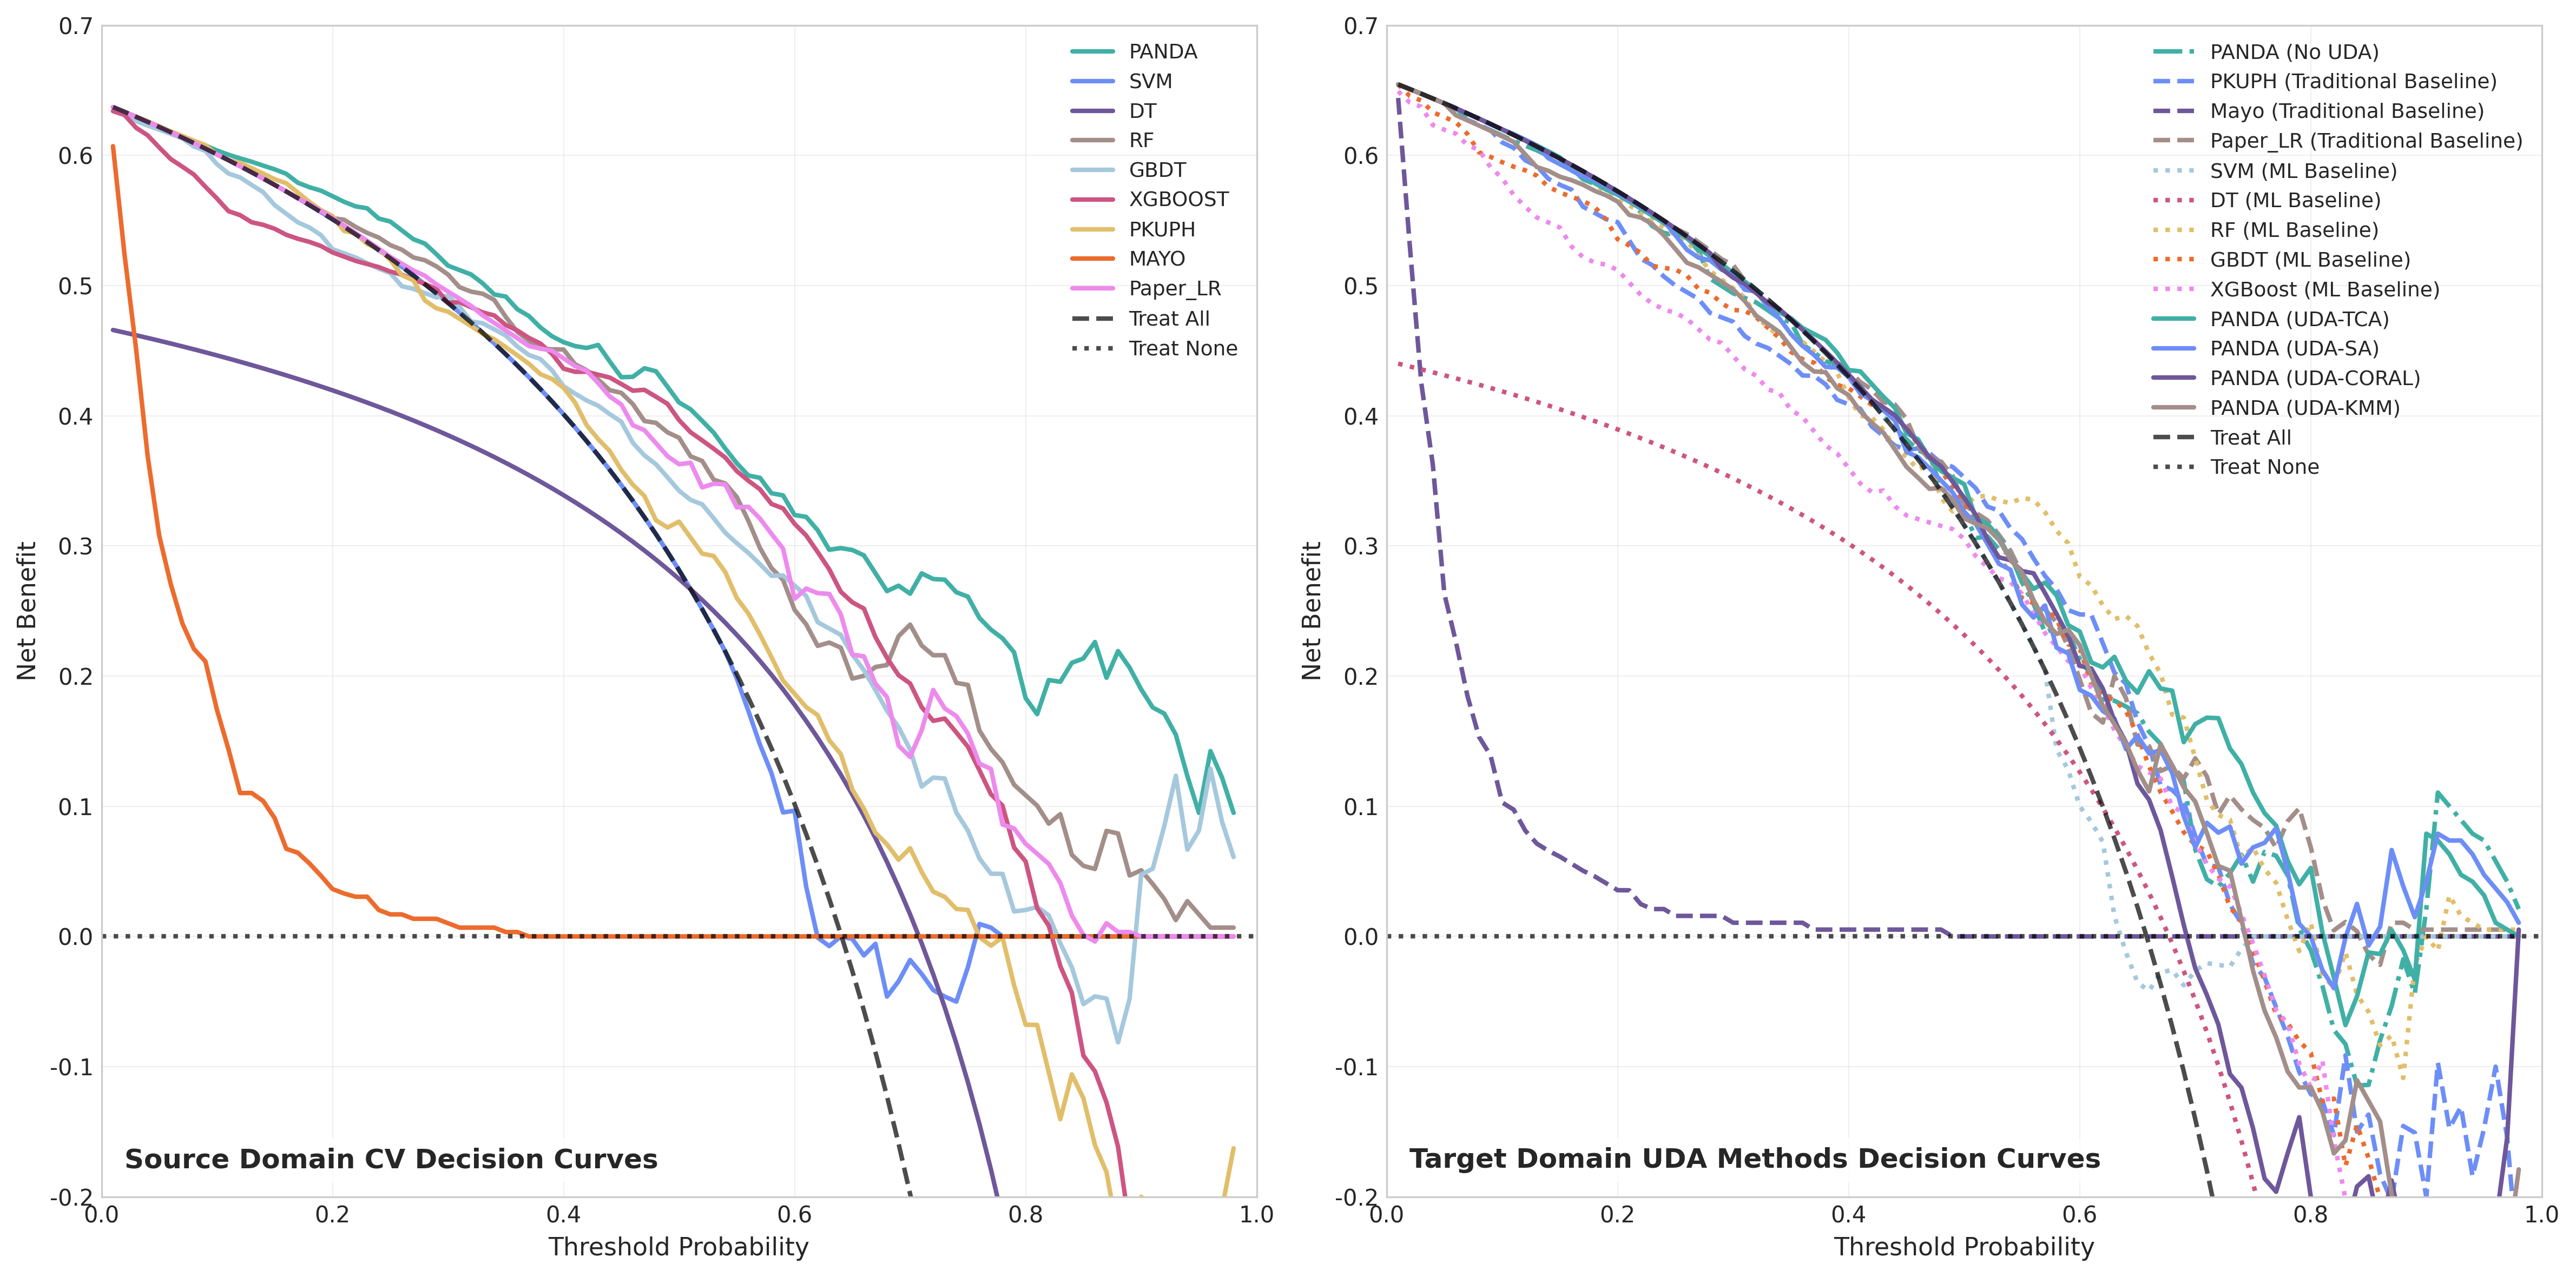 0.7
0.6
0.5
0.4
0.3
0.2
0.1
0.0
-0.1
-0.2
Net Benefit
0.0
0.2
0.4
0.6
0.8
1.0
Threshold Probability
PANDA
SVM
DT
RF
GBDT
XGBOOST
PKUPH
MAYO
Paper_LR
Treat All
Treat None
Source Domain CV Decision Curves
0.7
0.6
0.5
0.4
0.3
0.2
0.1
0.0
-0.1
-0.2
Net Benefit
0.0
0.2
0.4
0.6
0.8
1.0
Threshold Probability
PANDA (No UDA)
PKUPH (Traditional Baseline)
Mayo (Traditional Baseline)
Paper_LR (Traditional Baseline)
SVM (ML Baseline)
DT (ML Baseline)
RF (ML Baseline)
GBDT (ML Baseline)
XGBoost (ML Baseline)
PANDA (UDA-TCA)
PANDA (UDA-SA)
PANDA (UDA-CORAL)
PANDA (UDA-KMM)
Treat All
Treat None
Target Domain UDA Methods Decision Curves